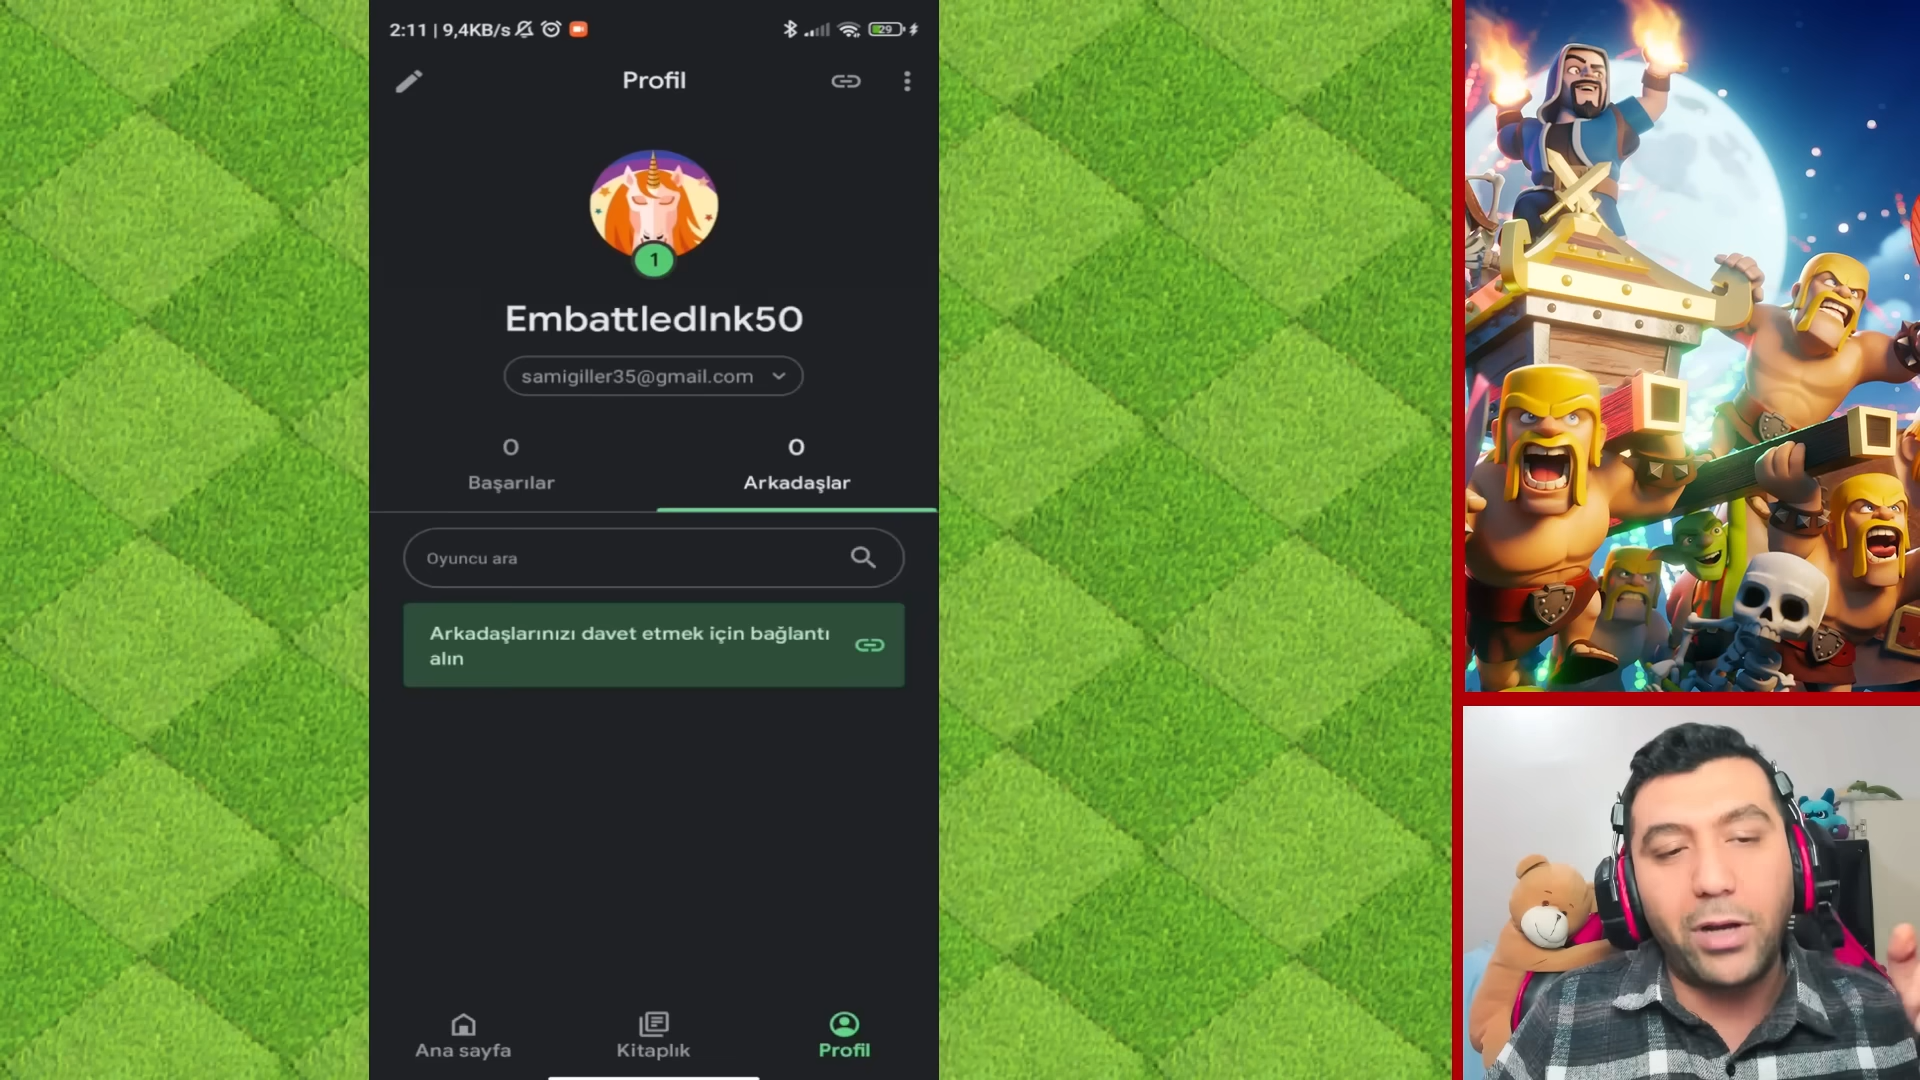 2:11 | 9,4KB/s
29
Profil
1
EmbattledInk50
samigiller35@gmail.com
0
Başarılar
0
Arkadaşlar
Oyuncu ara
Arkadaşlarınızı davet etmek için bağlantı
alın
Ana sayfa
Kitaplık
Profil